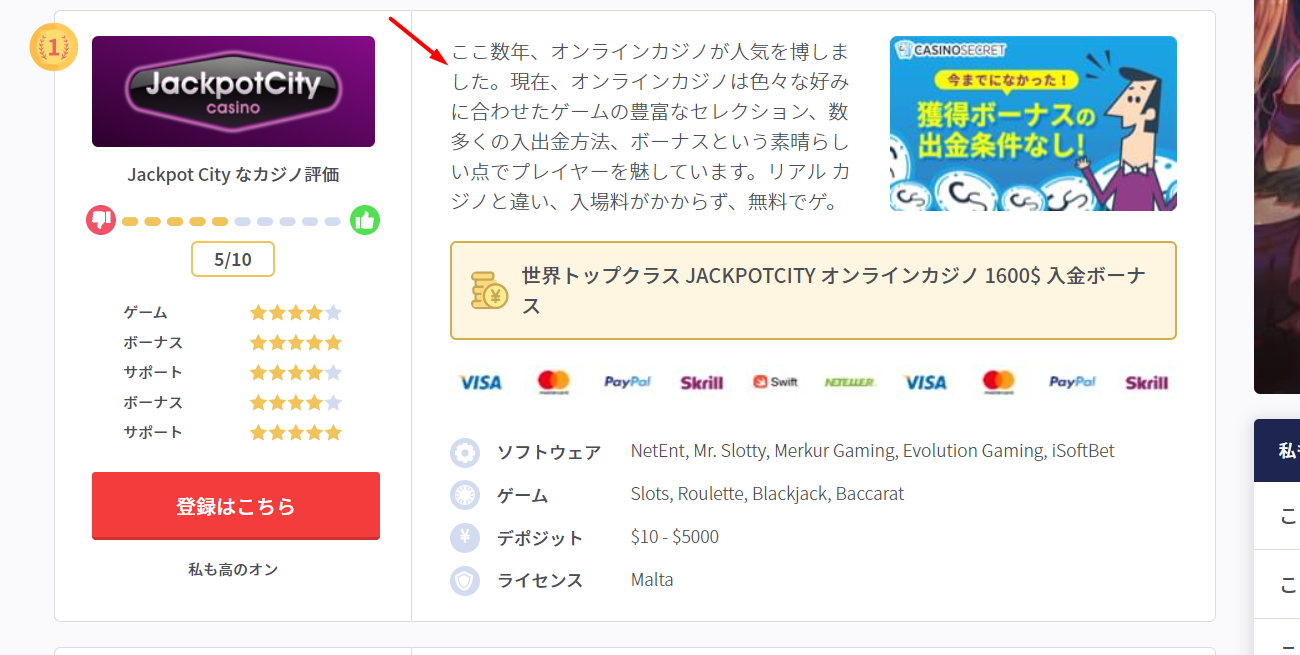 1
JackpotCity
casino
Jackpot City なカジノ評価
5/10
ゲーム
ボーナス
サポート
ボーナス
サポート
登録はこちら
私も高のオン
ここ数年、オンラインカジノが人気を博しま
した。現在、オンラインカジノは色々な好み
に合わせたゲームの豊富なセレクション、数
多くの入出金方法、ボーナスという素晴らし
い点でプレイヤーを魅しています。リアル カ
ジノと違い、入場料がかからず、無料でゲ。
CASINOSECRET
今までになかった！
獲得ボーナスの
出金条件なし!
世界トップクラス JACKPOTCITY オンラインカジノ 1600$ 入金ボーナ
ス
VISA mastercard PayPal Skrill Swift NETELLER VISA mastercard PayPal Skrill
ソフトウェア NetEnt, Mr. Slotty, Merkur Gaming, Evolution Gaming, iSoftBet
ゲーム Slots, Roulette, Blackjack, Baccarat
デポジット $10 - $5000
ライセンス Malta
こ
こ